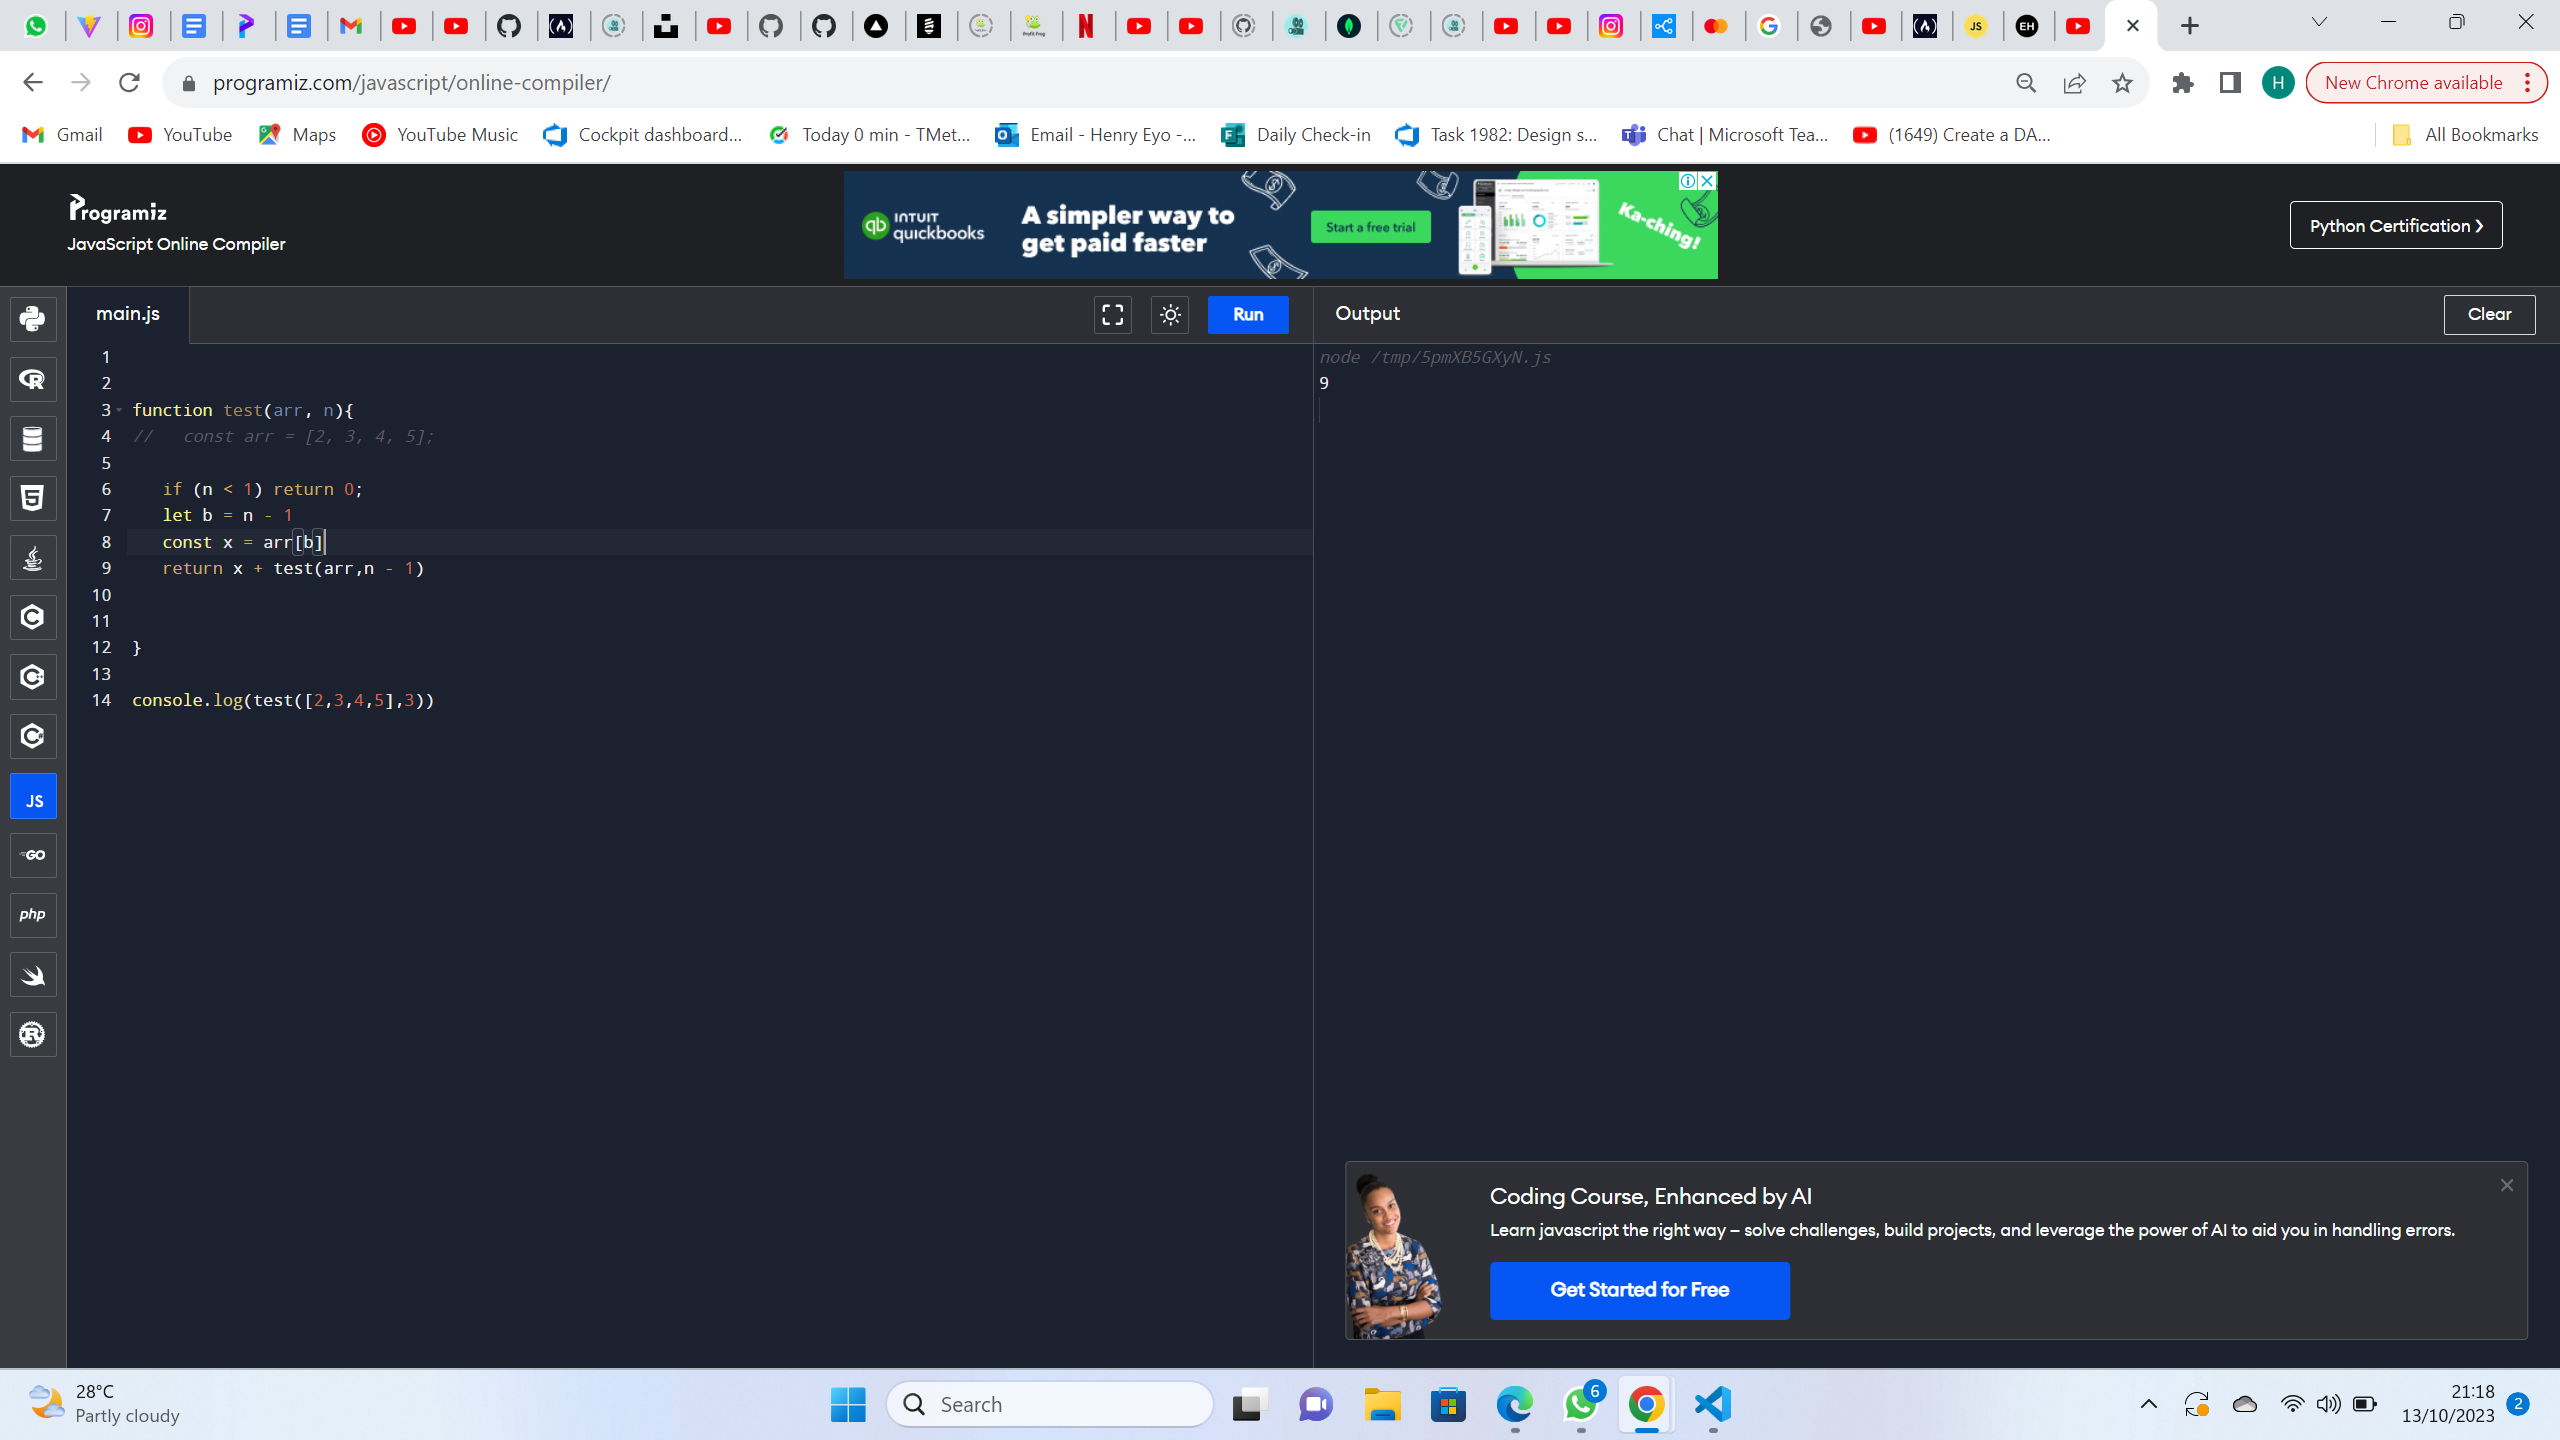 programiz.com/javascript/online-compiler/
H
New Chrome available
Gmail
YouTube
Maps
YouTube Music
Cockpit dashboard...
Today 0 min - TMet...
Email - Henry Eyo -...
Daily Check-in
Task 1982: Design s...
Chat | Microsoft Tea...
(1649) Create a DA...
All Bookmarks
Programiz
JavaScript Online Compiler
INTUIT
quickbooks
A simpler way to
get paid faster
Start a free trial
Ka-ching!
Python Certification ❯
main.js
Run
Output
Clear
1
2
3 function test(arr, n){
4 //   const arr = [2, 3, 4, 5];
5
6    if (n < 1) return 0;
7    let b = n - 1
8    const x = arr[b]
9    return x + test(arr,n - 1)
10
11
12 }
13
14 console.log(test([2,3,4,5],3))
node /tmp/5pmXB5GXyN.js
9
JS
GO
php
Coding Course, Enhanced by AI
Learn javascript the right way – solve challenges, build projects, and leverage the power of AI to aid you in handling errors.
Get Started for Free
28°C
Partly cloudy
Search
6
21:18
13/10/2023
2